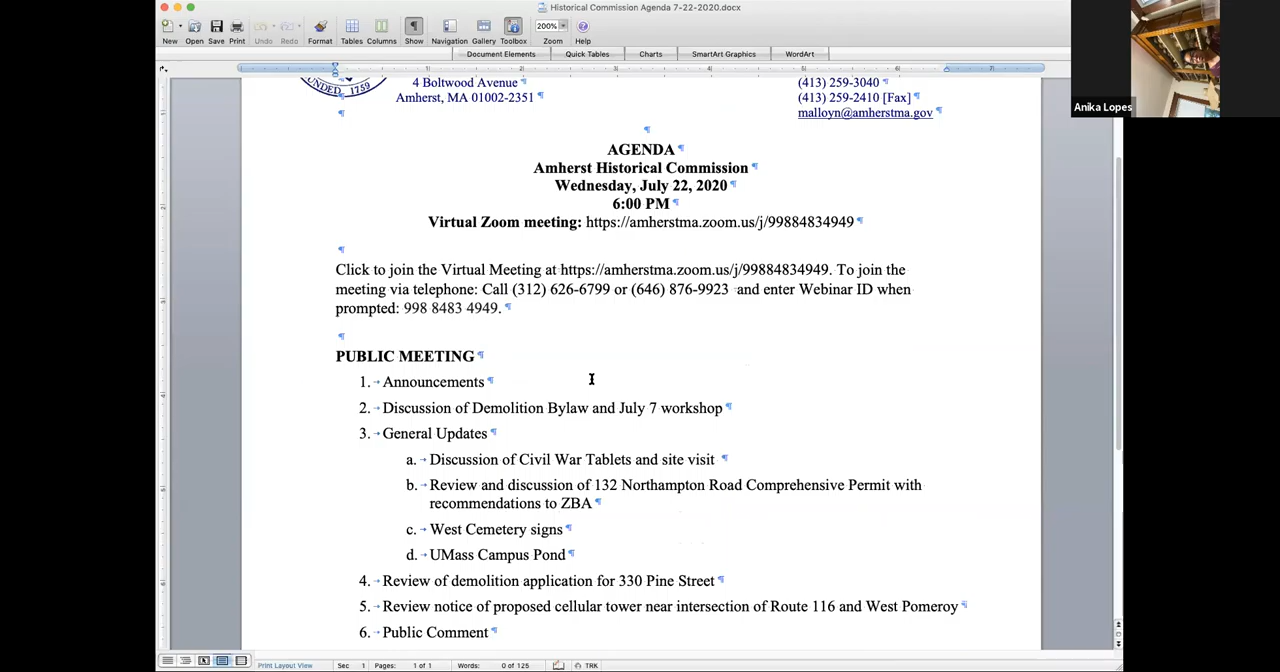 Historical Commission Agenda 7-22-2020.docx
New Open Save Print Undo Redo Format Tables Columns Show Navigation Gallery Toolbox Zoom Help
200%
Document Elements Quick Tables Charts SmartArt Graphics WordArt
Anika Lopes
NDED 1759
4 Boltwood Avenue
Amherst, MA 01002-2351
(413) 259-3040
(413) 259-2410 [Fax]
malloyn@amherstma.gov
AGENDA
Amherst Historical Commission
Wednesday, July 22, 2020
6:00 PM
Virtual Zoom meeting: https://amherstma.zoom.us/j/99884834949
Click to join the Virtual Meeting at https://amherstma.zoom.us/j/99884834949. To join the
meeting via telephone: Call (312) 626-6799 or (646) 876-9923 and enter Webinar ID when
prompted: 998 8483 4949.
PUBLIC MEETING
1. Announcements
2. Discussion of Demolition Bylaw and July 7 workshop
3. General Updates
a. Discussion of Civil War Tablets and site visit
b. Review and discussion of 132 Northampton Road Comprehensive Permit with
recommendations to ZBA
c. West Cemetery signs
d. UMass Campus Pond
4. Review of demolition application for 330 Pine Street
5. Review notice of proposed cellular tower near intersection of Route 116 and West Pomeroy
6. Public Comment
Print Layout View Sec 1 Pages: 1 of 1 Words: 0 of 125 TRK